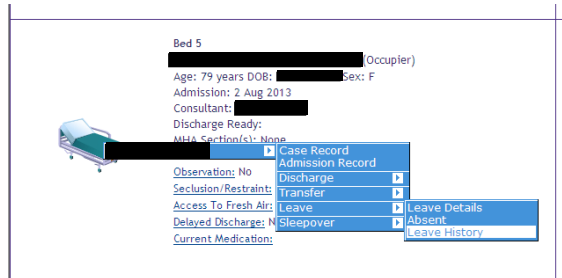 Bed 5
(Occupier)
Age: 79 years DOB: Sex: F
Admission: 2 Aug 2013
Consultant:
Discharge Ready:
MHA Section(s): None
Case Record
Admission Record
Observation: No
Discharge
Seclusion/Restraint:
Transfer
Access To Fresh Air:
Leave
Leave Details
Delayed Discharge: N
Sleepover
Absent
Current Medication:
Leave History